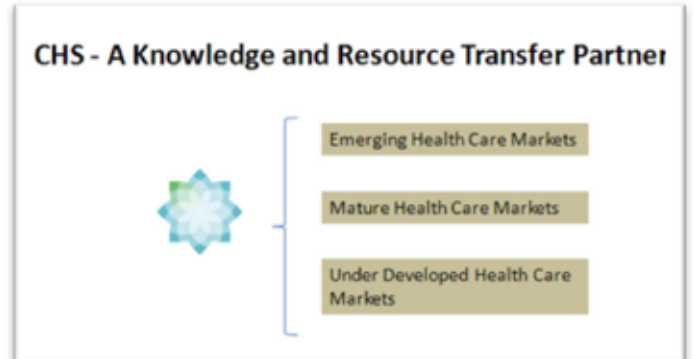 CHS - A Knowledge and Resource Transfer Partner
Emerging Health Care Markets
Mature Health Care Markets
Under Developed Health Care
Markets